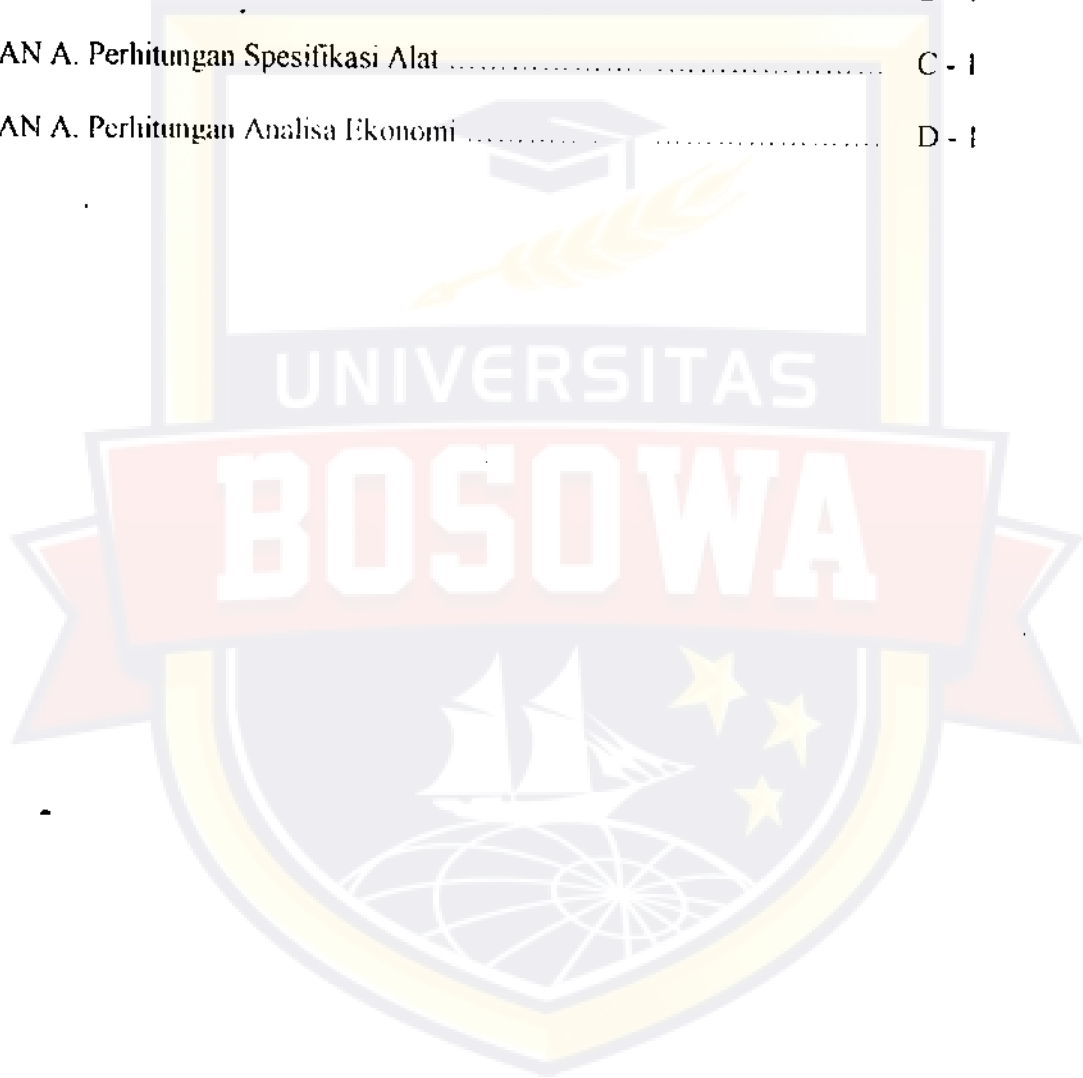 AN A. Perhitungan Spesifikasi Alat ........................................................ C - 1
AN A. Perhitungan Analisa Ekonomi ........................................................ D - 1
UNIVERSITAS
BOSOWA